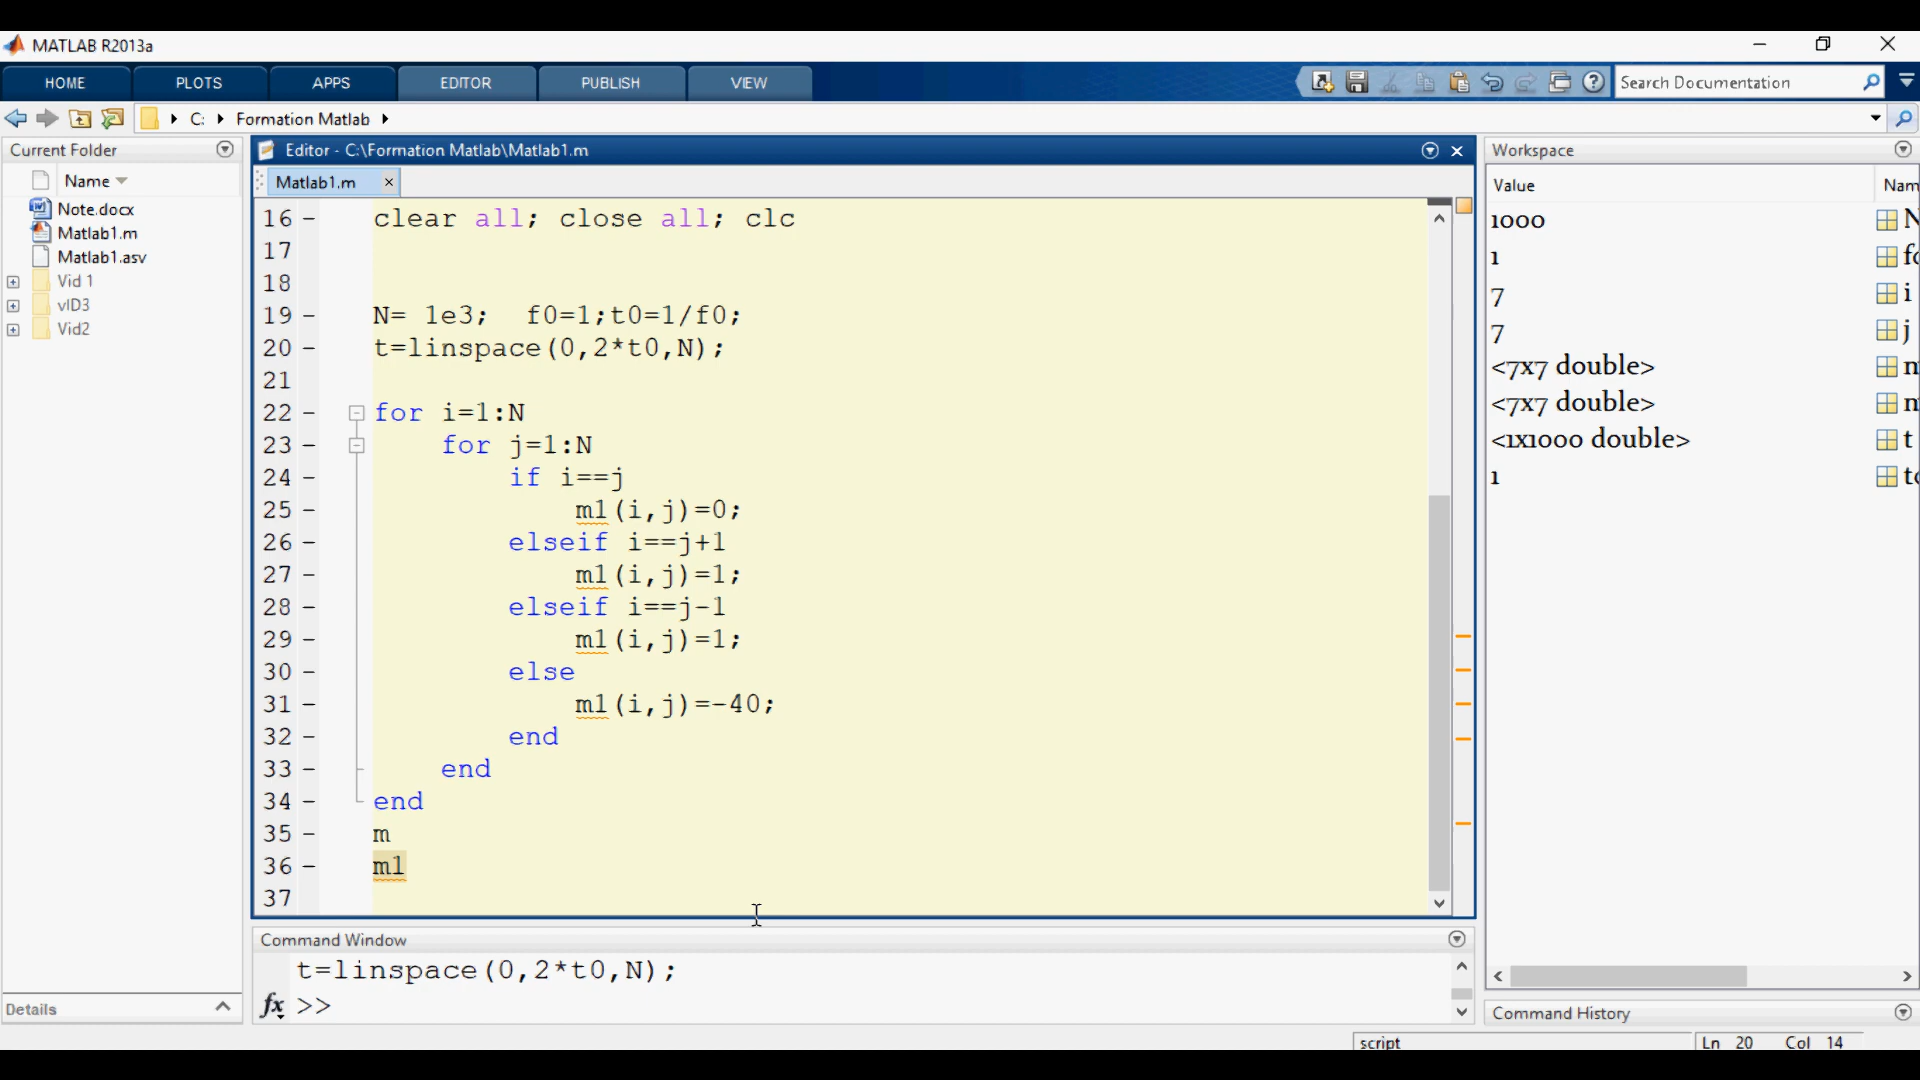 MATLAB R2013a
HOME PLOTS APPS EDITOR PUBLISH VIEW
Search Documentation
C: Formation Matlab
Current Folder
Name
Note.docx
Matlab1.m
Matlab1.asv
Vid 1
vID3
Vid2
Details
Editor - C:\Formation Matlab\Matlab1.m
Matlab1.m
16 - clear all; close all; clc
17
18
19 - N= 1e3;  f0=1;t0=1/f0;
20 - t=linspace(0,2*t0,N);
21
22 - for i=1:N
23 - for j=1:N
24 - if i==j
25 - m1(i,j)=0;
26 - elseif i==j+1
27 - m1(i,j)=1;
28 - elseif i==j-1
29 - m1(i,j)=1;
30 - else
31 - m1(i,j)=-40;
32 - end
33 - end
34 - end
35 - m
36 - m1
37
Command Window
t=linspace(0,2*t0,N);
fx >>
Workspace
Value Nam
1000 N
1 fo
7 i
7 j
<7x7 double> m
<7x7 double> m
<1x1000 double> t
1 to
Command History
script Ln 20 Col 14